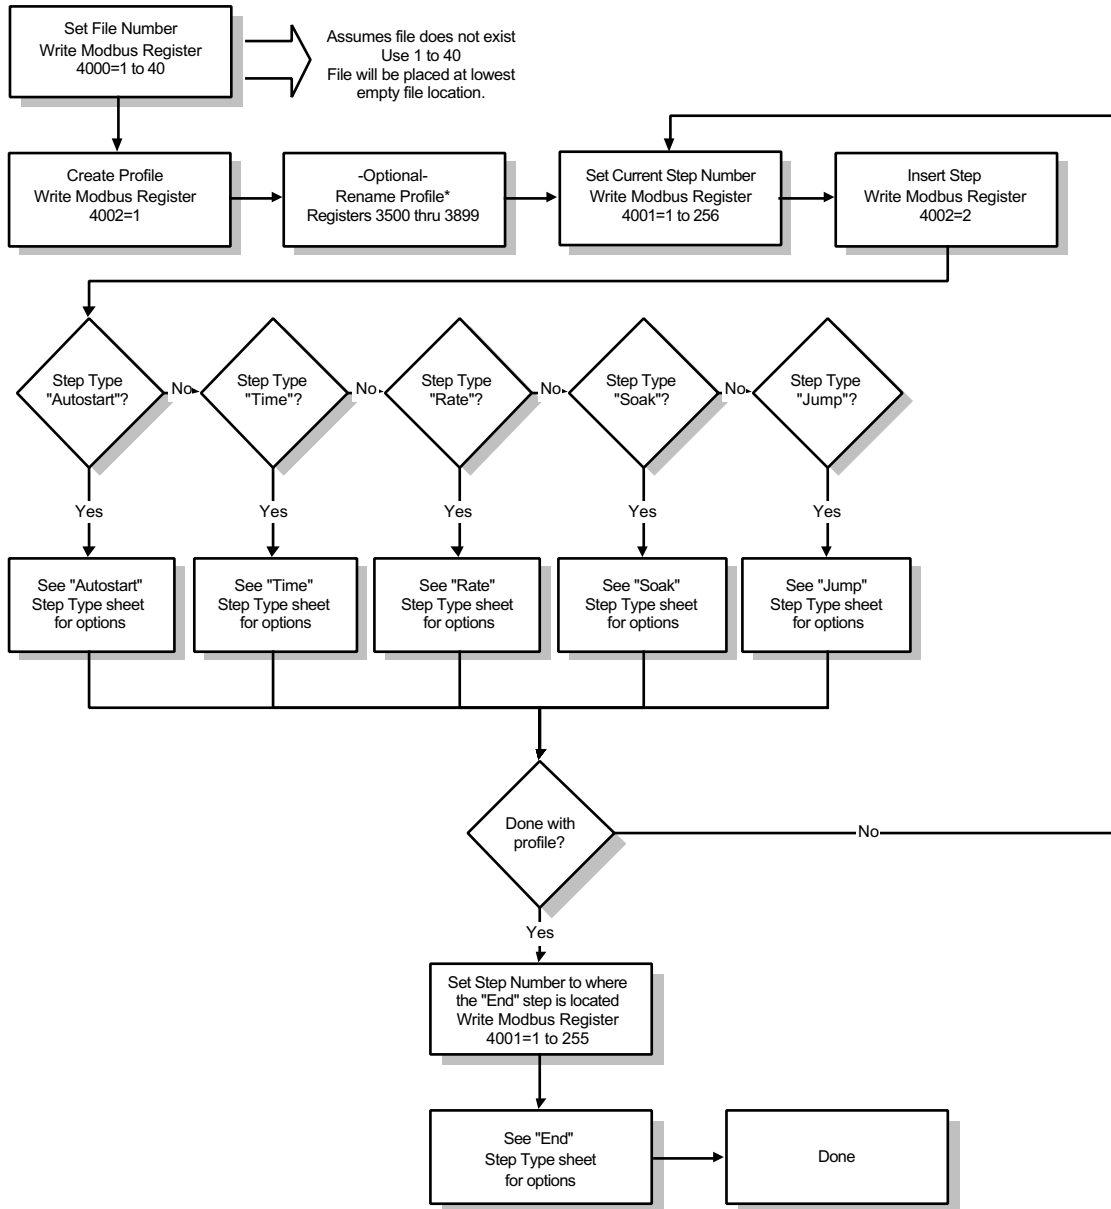 Set File Number
Write Modbus Register
4000=1 to 40
Assumes file does not exist
Use 1 to 40
File will be placed at lowest
empty file location.
Create Profile
Write Modbus Register
4002=1
-Optional-
Rename Profile*
Registers 3500 thru 3899
Set Current Step Number
Write Modbus Register
4001=1 to 256
Insert Step
Write Modbus Register
4002=2
Step Type
"Autostart"?
No
Step Type
"Time"?
No
Step Type
"Rate"?
No
Step Type
"Soak"?
No
Step Type
"Jump"?
Yes
Yes
Yes
Yes
Yes
See "Autostart"
Step Type sheet
for options
See "Time"
Step Type sheet
for options
See "Rate"
Step Type sheet
for options
See "Soak"
Step Type sheet
for options
See "Jump"
Step Type sheet
for options
Done with
profile?
No
Yes
Set Step Number to where
the "End" step is located
Write Modbus Register
4001=1 to 255
See "End"
Step Type sheet
for options
Done